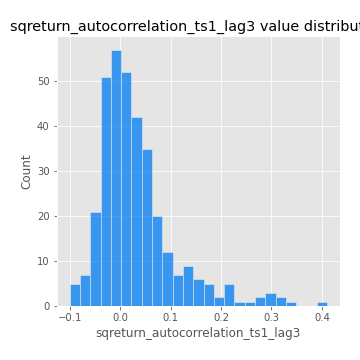 sqreturn_autocorrelation_ts1_lag3 value distribut
50
40
30
20
10
0
Count
−0.1 0.0 0.1 0.2 0.3 0.4
sqreturn_autocorrelation_ts1_lag3